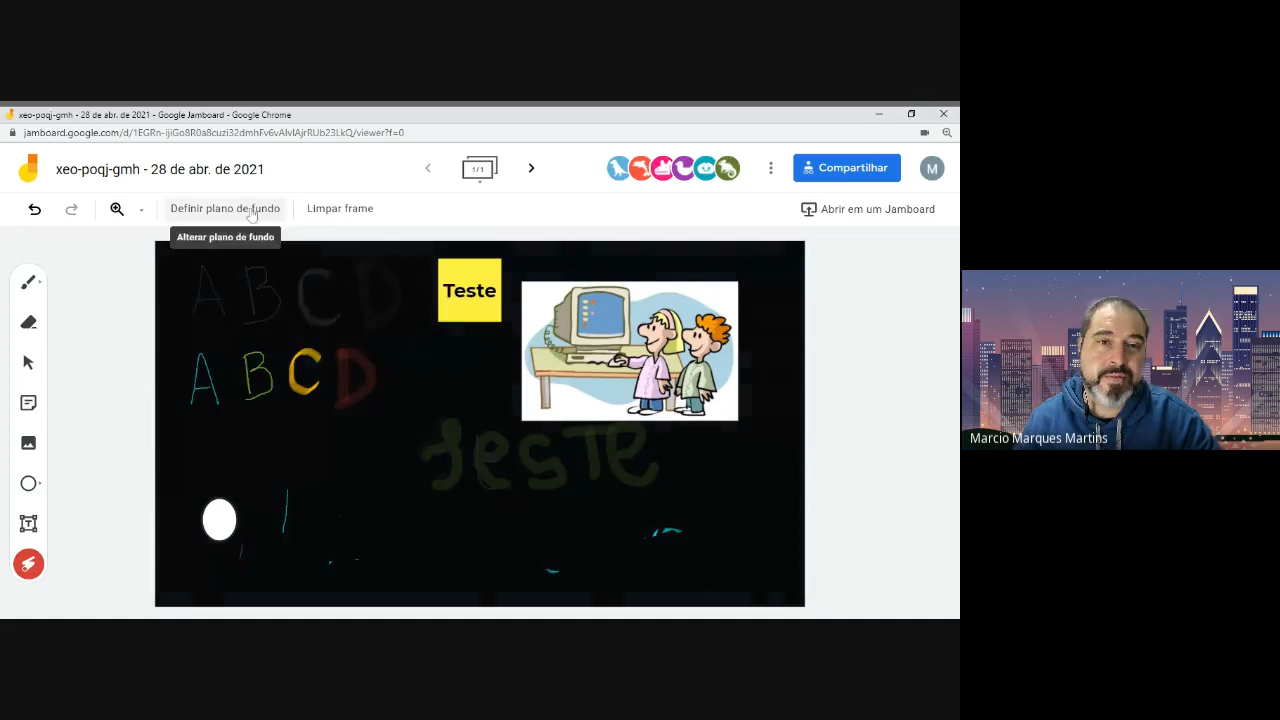 xeo-poqj-gmh - 28 de abr. de 2021 - Google Jamboard - Google Chrome
jamboard.google.com/d/1EGRn-ijiGo8R0a8cuzi32dmhFv6vAlvlAjrRUb23LkQ/viewer?f=0
xeo-poqj-gmh - 28 de abr. de 2021
1/1
Compartilhar
M
Definir plano de fundo
Limpar frame
Abrir em um Jamboard
Alterar plano de fundo
A B C D
Teste
A B C D
Teste
Marcio Marques Martins